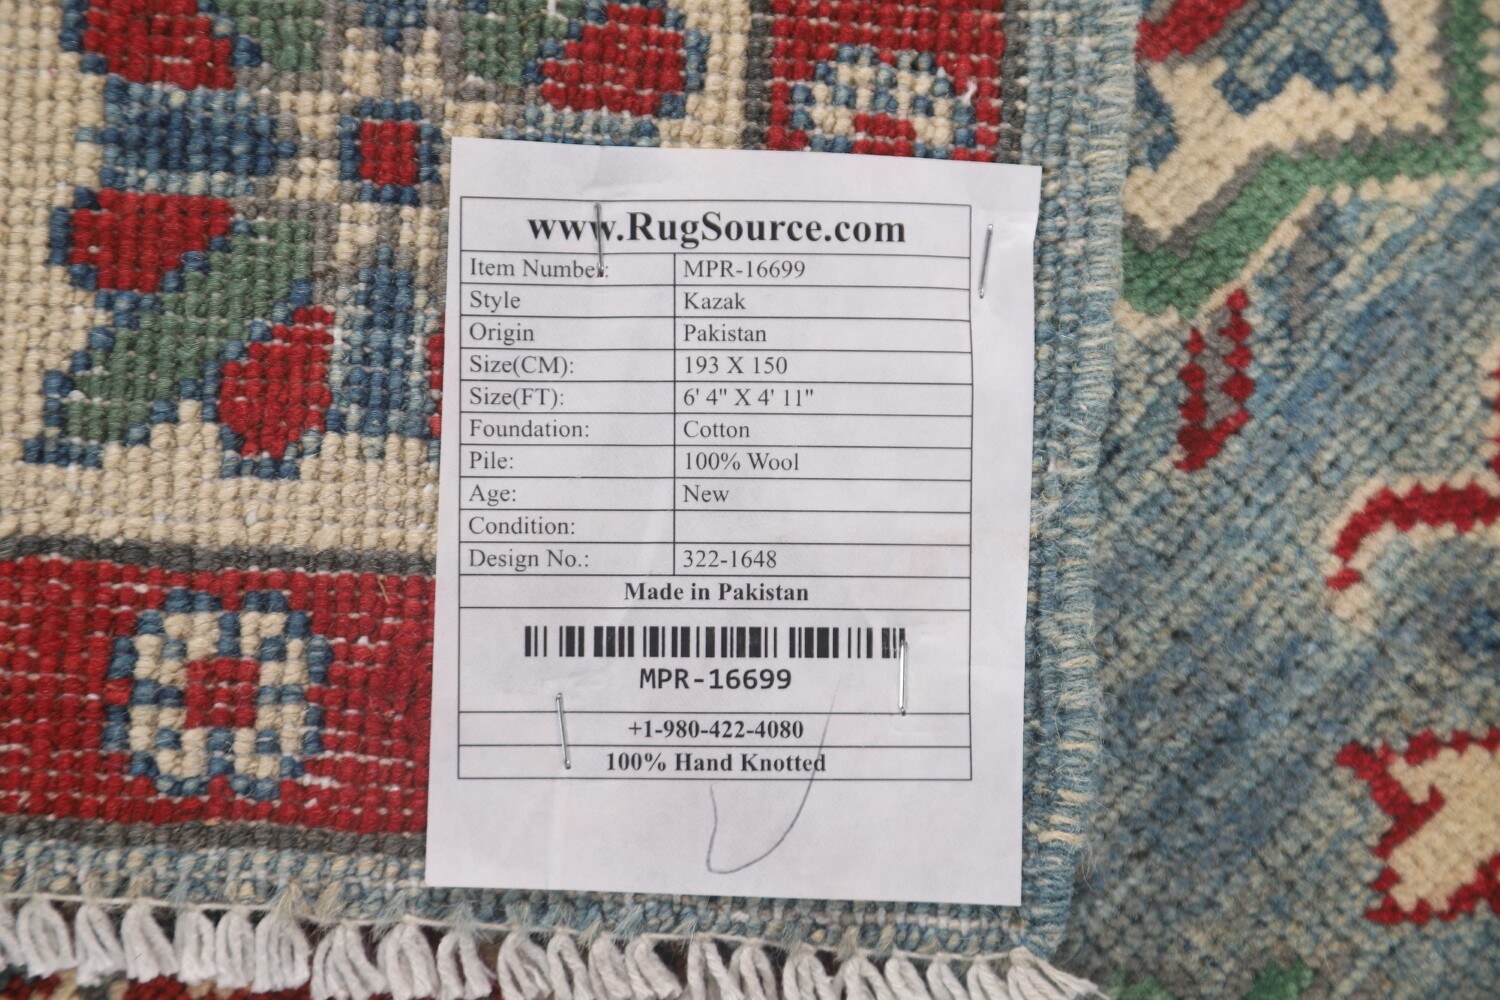 www.RugSource.com
Item Number: MPR-16699
Style Kazak
Origin Pakistan
Size(CM): 193 X 150
Size(FT): 6' 4" X 4' 11"
Foundation: Cotton
Pile: 100% Wool
Age: New
Condition:
Design No.: 322-1648
Made in Pakistan
MPR-16699
+1-980-422-4080
100% Hand Knotted